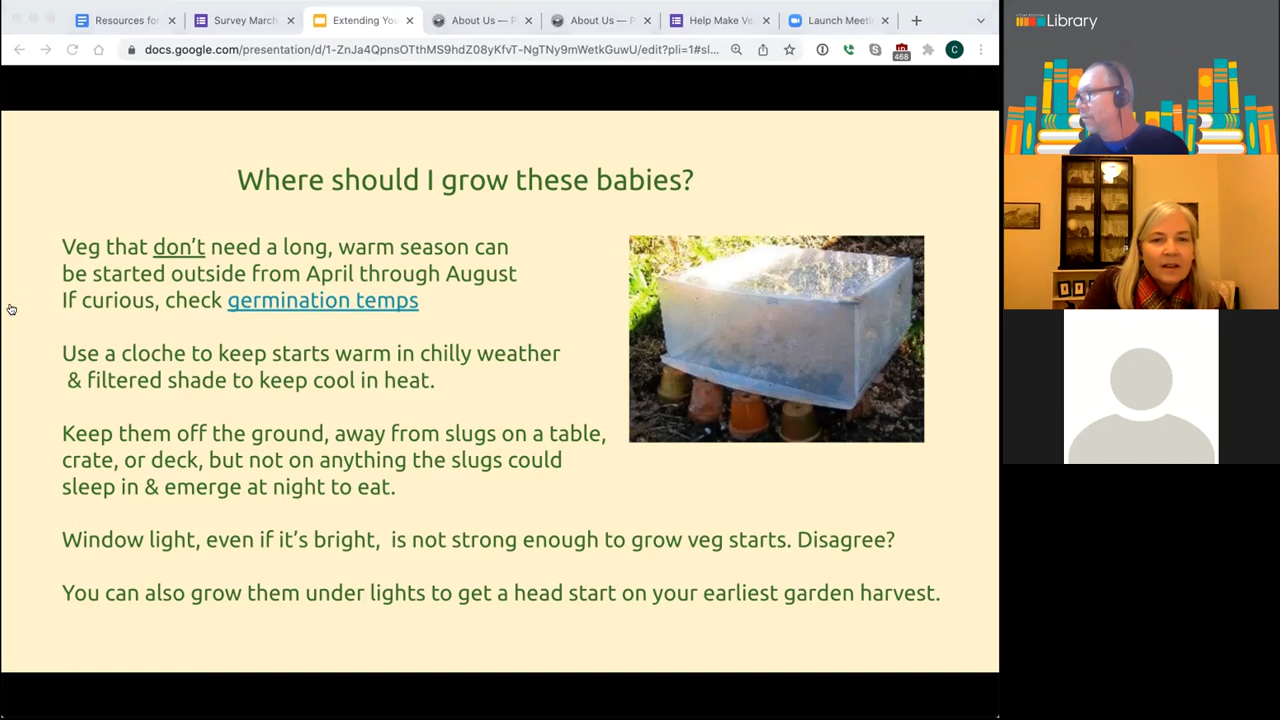 Resources for
Survey March
Extending You
About Us — P
About Us — P
Help Make Vo
Launch Meeti
docs.google.com/presentation/d/1-ZnJa4QpnsOTthMS9hdZ08yKfvT-NgTNy9mWetkGuwU/edit?pli=1#sl...
468
C
Library
Where should I grow these babies?
Veg that don't need a long, warm season can
be started outside from April through August
If curious, check germination temps
Use a cloche to keep starts warm in chilly weather
& filtered shade to keep cool in heat.
Keep them off the ground, away from slugs on a table,
crate, or deck, but not on anything the slugs could
sleep in & emerge at night to eat.
Window light, even if it's bright, is not strong enough to grow veg starts. Disagree?
You can also grow them under lights to get a head start on your earliest garden harvest.